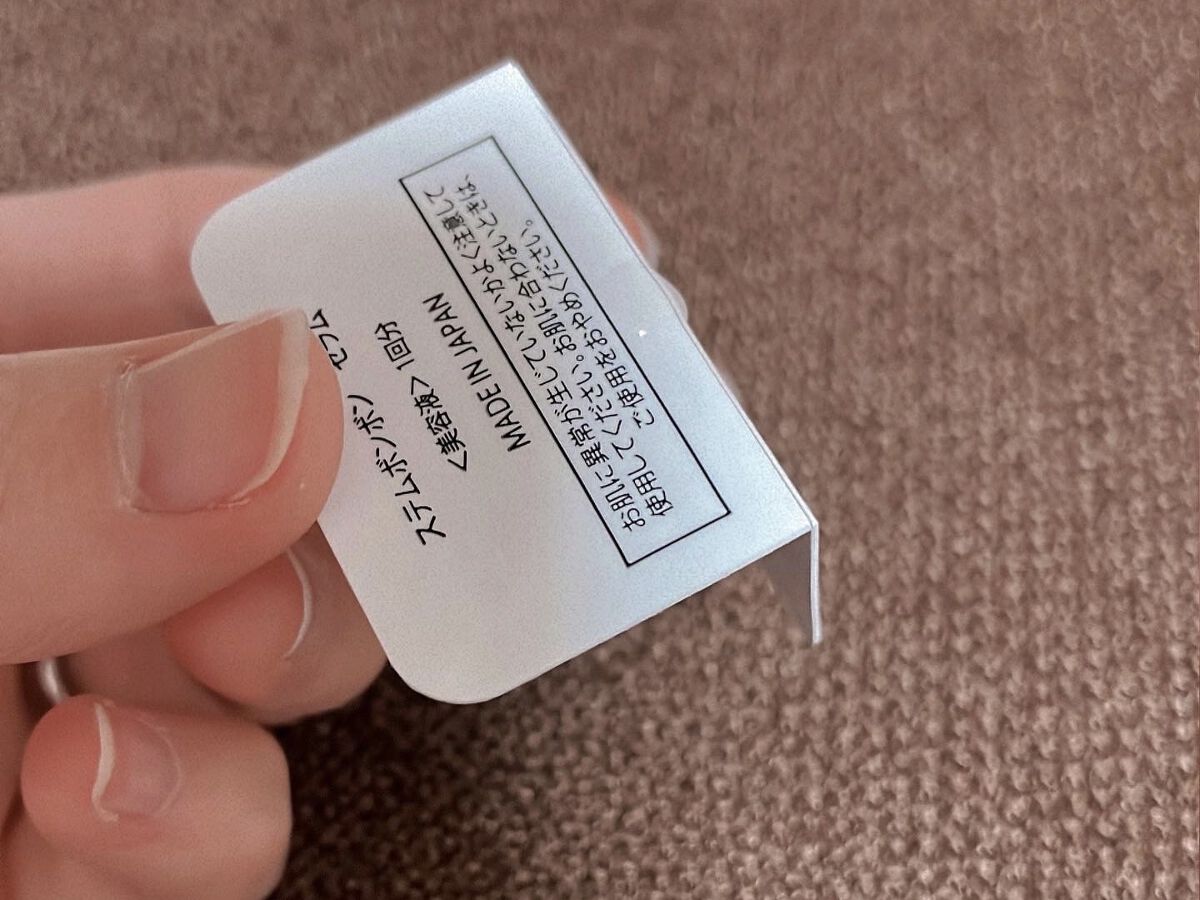 ステムボンボン セラム
<美容液> 1回分
MADE IN JAPAN
お肌に異常が生じていないかよく注意して
使用してください。お肌に合わないときは、
ご使用をおやめください。